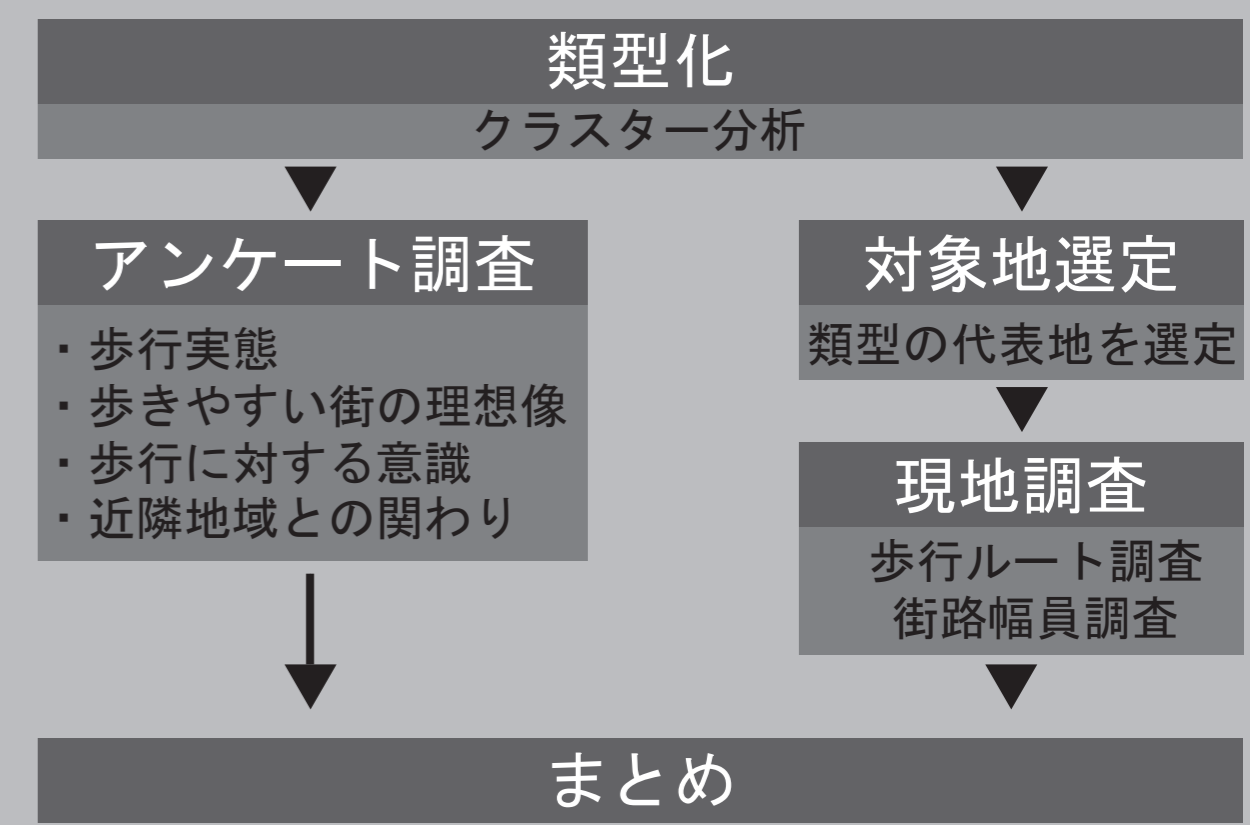 類型化
クラスター分析
アンケート調査
・歩行実態
・歩きやすい街の理想像
・歩行に対する意識
・近隣地域との関わり
対象地選定
類型の代表地を選定
現地調査
歩行ルート調査
街路幅員調査
まとめ